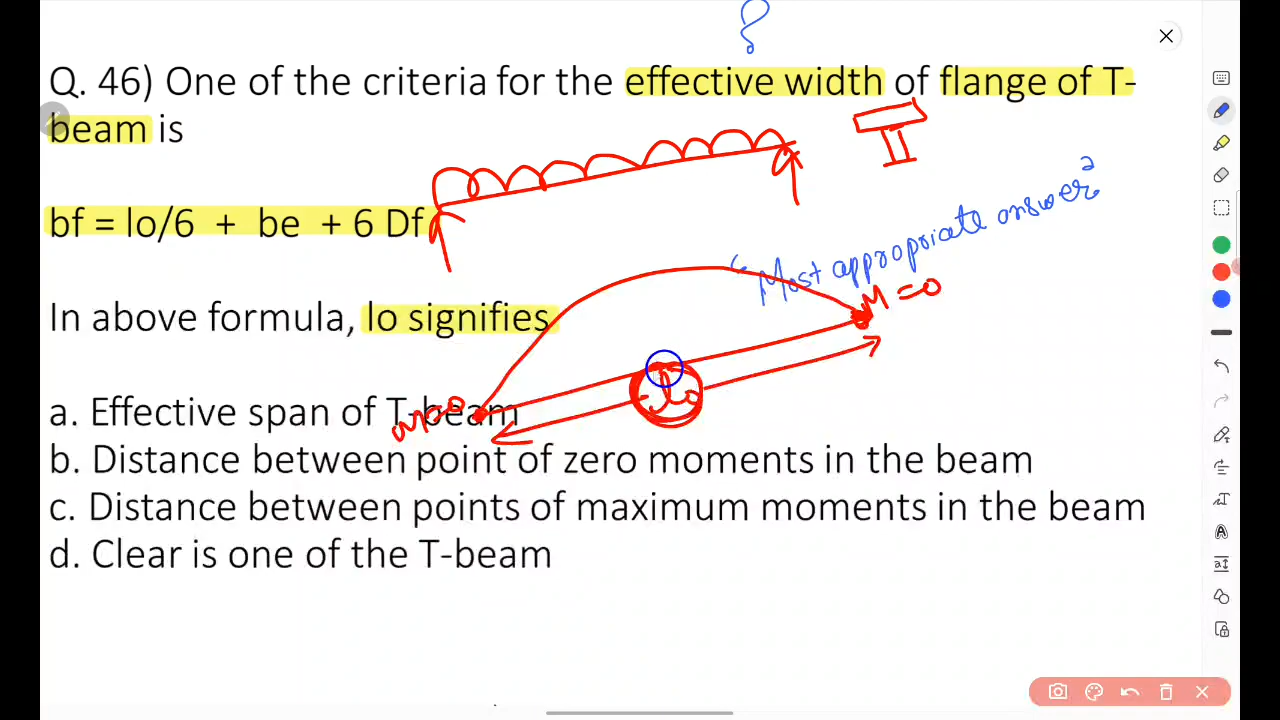 Q. 46) One of the criteria for the effective width of flange of T-
beam is
bf = lo/6 + be + 6 Df
"Most appropriate answer"
M=0
In above formula, lo signifies
lo
M=0
a. Effective span of T-beam
b. Distance between point of zero moments in the beam
c. Distance between points of maximum moments in the beam
d. Clear is one of the T-beam